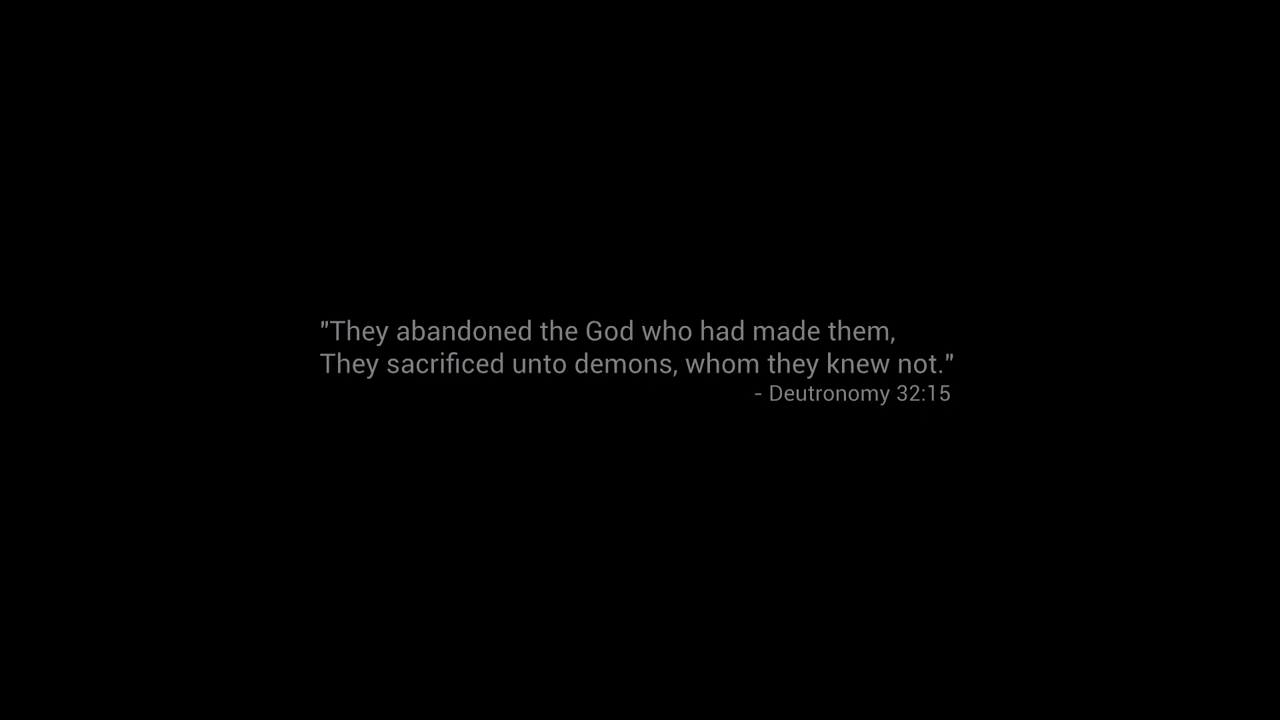 "They abandoned the God who had made them,
They sacrificed unto demons, whom they knew not."
- Deutronomy 32:15